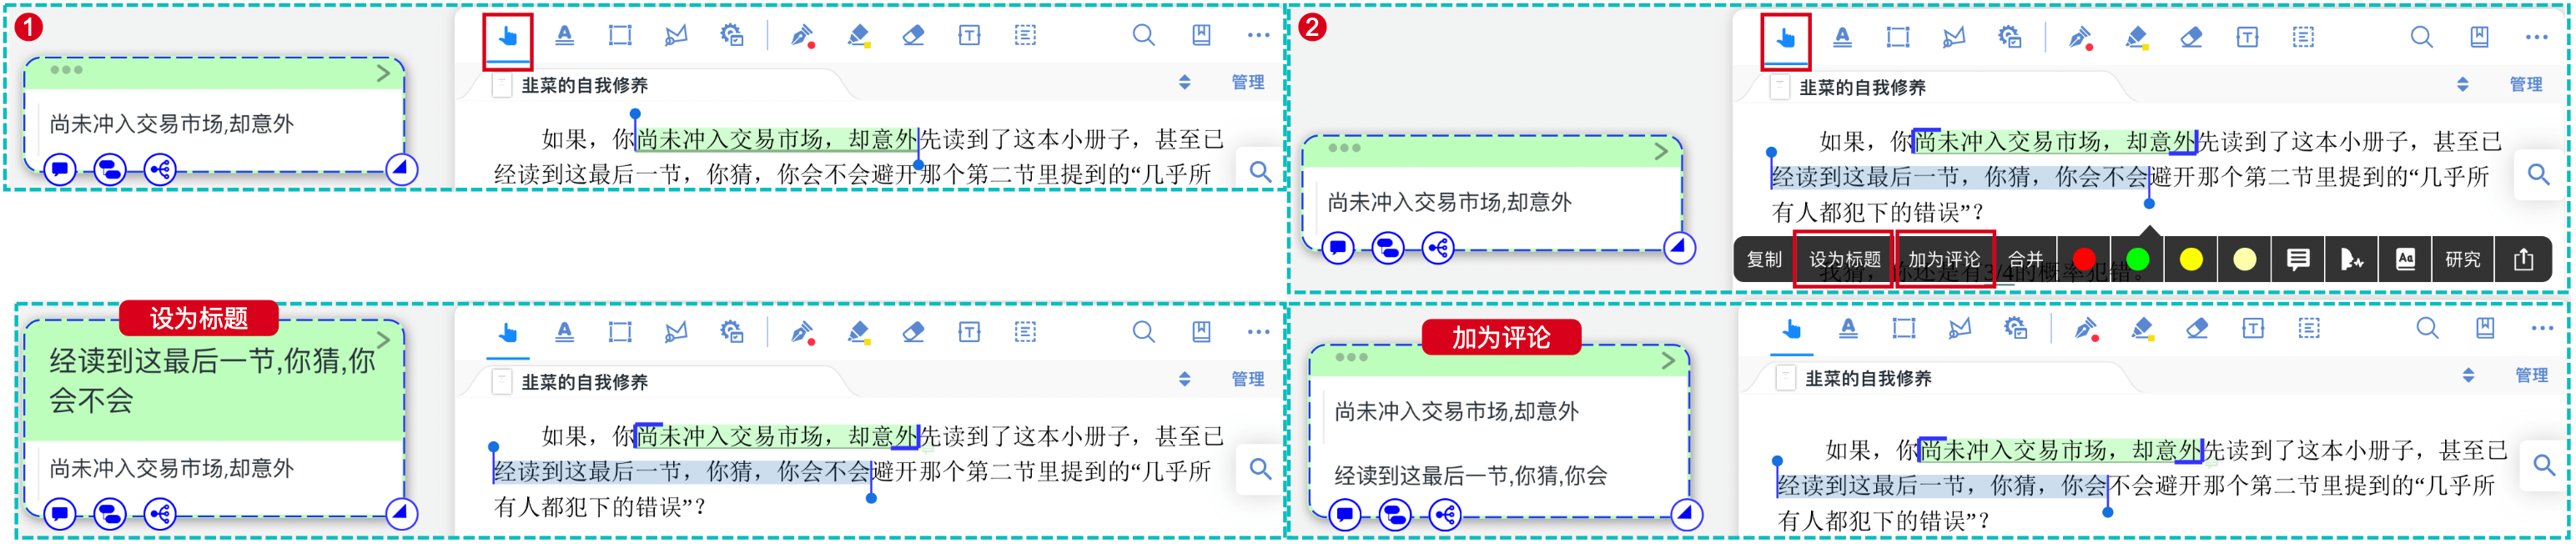 1
韭菜的自我修养
管理
尚未冲入交易市场,却意外
如果，你尚未冲入交易市场，却意外先读到了这本小册子，甚至已
经读到这最后一节，你猜，你会不会避开那个第二节里提到的“几乎所
2
韭菜的自我修养
管理
尚未冲入交易市场,却意外
如果，你尚未冲入交易市场，却意外先读到了这本小册子，甚至已
经读到这最后一节，你猜，你会不会避开那个第二节里提到的“几乎所
有人都犯下的错误”？
复制 设为标题 加为评论 合并 Aa 研究
我猜，你还是有3/4的概率犯错。
设为标题
经读到这最后一节,你猜,你
会不会
尚未冲入交易市场,却意外
韭菜的自我修养
管理
如果，你尚未冲入交易市场，却意外先读到了这本小册子，甚至已
经读到这最后一节，你猜，你会不会避开那个第二节里提到的“几乎所
有人都犯下的错误”？
加为评论
尚未冲入交易市场,却意外
经读到这最后一节,你猜,你会
韭菜的自我修养
管理
如果，你尚未冲入交易市场，却意外先读到了这本小册子，甚至已
经读到这最后一节，你猜，你会不会避开那个第二节里提到的“几乎所
有人都犯下的错误”？